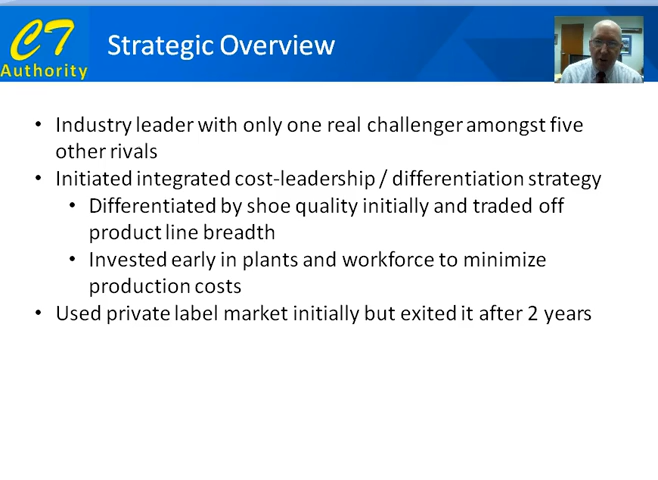 CT
Authority
Strategic Overview
• Industry leader with only one real challenger amongst five
other rivals
• Initiated integrated cost-leadership / differentiation strategy
• Differentiated by shoe quality initially and traded off
product line breadth
• Invested early in plants and workforce to minimize
production costs
• Used private label market initially but exited it after 2 years